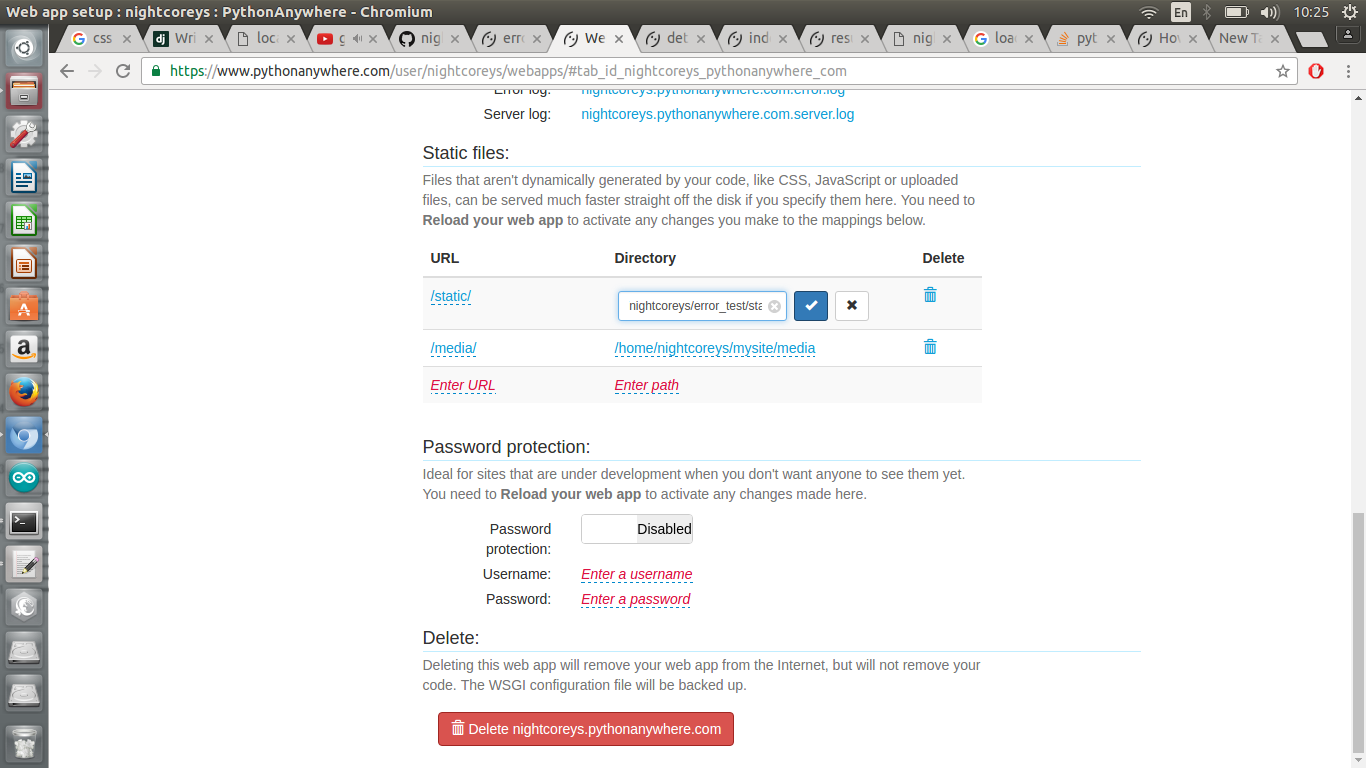 Web app setup : nightcoreys : PythonAnywhere - Chromium
En
10:25
css
Wri
loca
g
nig
erro
We
det
ind
res
nig
loa
pyt
Ho
New Ta
https://www.pythonanywhere.com/user/nightcoreys/webapps/#tab_id_nightcoreys_pythonanywhere_com
Error log: nightcoreys.pythonanywhere.com.error.log
Server log: nightcoreys.pythonanywhere.com.server.log
Static files:
Files that aren't dynamically generated by your code, like CSS, JavaScript or uploaded
files, can be served much faster straight off the disk if you specify them here. You need to
Reload your web app to activate any changes you make to the mappings below.
URL Directory Delete
/static/ nightcoreys/error_test/sta
/media/ /home/nightcoreys/mysite/media
Enter URL Enter path
Password protection:
Ideal for sites that are under development when you don't want anyone to see them yet.
You need to Reload your web app to activate any changes made here.
Password Disabled
protection:
Username: Enter a username
Password: Enter a password
Delete:
Deleting this web app will remove your web app from the Internet, but will not remove your
code. The WSGI configuration file will be backed up.
Delete nightcoreys.pythonanywhere.com